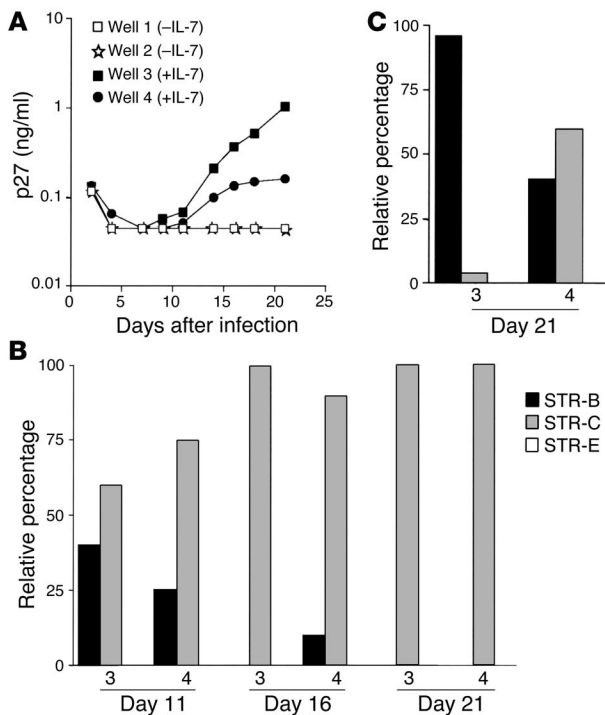 A
Well 1 (–IL-7)
Well 2 (–IL-7)
Well 3 (+IL-7)
Well 4 (+IL-7)
p27 (ng/ml)
10
1
0.1
0.01
0 5 10 15 20 25
Days after infection
C
Relative percentage
100
75
50
25
0
3 4
Day 21
B
Relative percentage
100
75
50
25
0
3 4 3 4 3 4
Day 11 Day 16 Day 21
STR-B
STR-C
STR-E